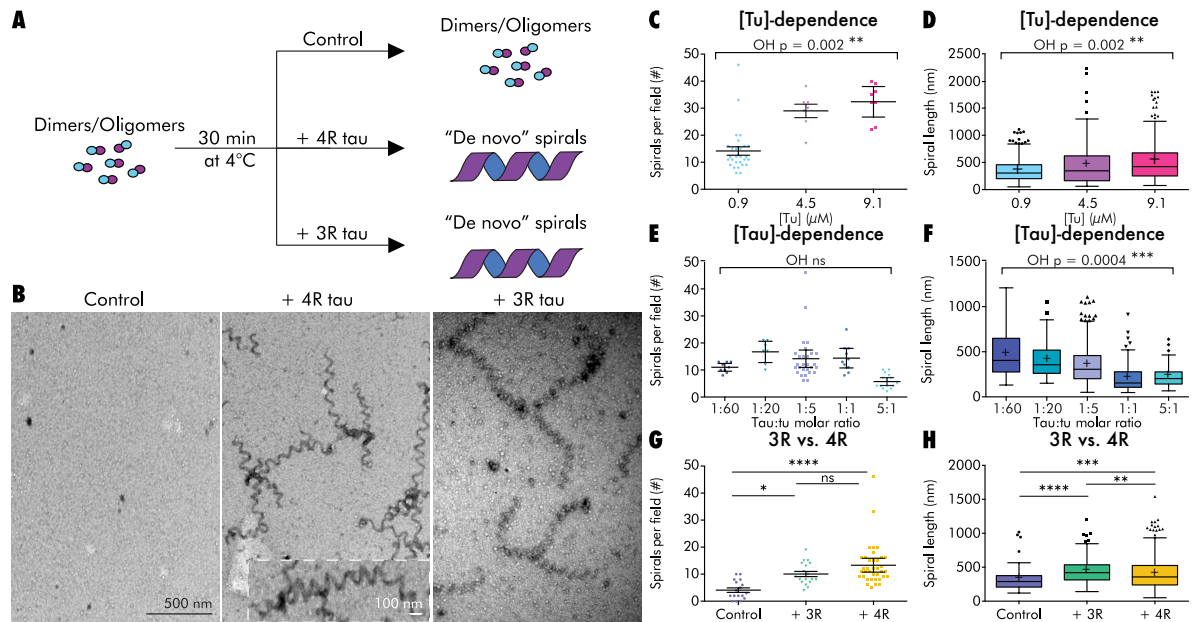 A
Dimers/Oligomers
30 min
at 4°C
Control
Dimers/Oligomers
+ 4R tau
"De novo" spirals
+ 3R tau
"De novo" spirals
B
Control
+ 4R tau
+ 3R tau
500 nm
100 nm
C
[Tu]-dependence
OH p = 0.002 **
Spirals per field (#)
50
40
30
20
10
0
0.9
4.5
9.1
[Tu] (µM)
D
[Tu]-dependence
OH p = 0.002 **
Spiral length (nm)
2500
2000
1500
1000
500
0
0.9
4.5
9.1
[Tu] (µM)
E
[Tau]-dependence
OH ns
Spirals per field (#)
50
40
30
20
10
0
1:60
1:20
1:5
1:1
5:1
Tau:tu molar ratio
F
[Tau]-dependence
OH p = 0.0004 ***
Spiral length (nm)
1500
1000
500
0
1:60
1:20
1:5
1:1
5:1
Tau:tu molar ratio
G
3R vs. 4R
****
*
ns
Spirals per field (#)
50
40
30
20
10
0
Control
+ 3R
+ 4R
H
3R vs. 4R
***
****
**
Spiral length (nm)
2000
1500
1000
500
0
Control
+ 3R
+ 4R